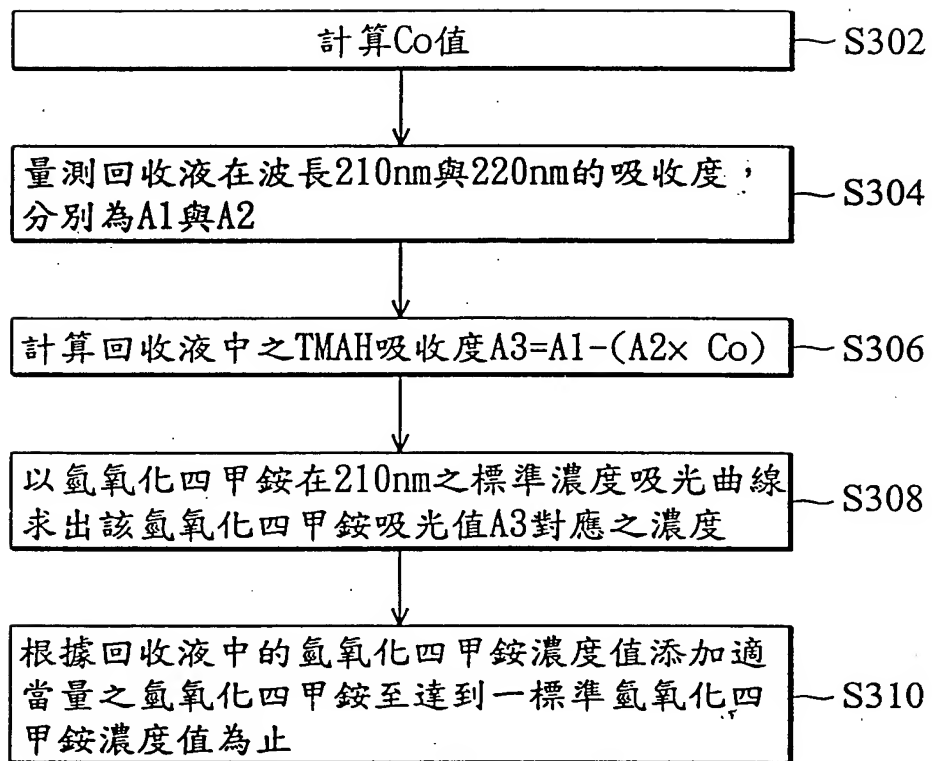 計算Co值
S302
量測回收液在波長210nm與220nm的吸收度，
分別為A1與A2
S304
計算回收液中之TMAH吸收度A3=A1-(A2× Co)
S306
以氫氧化四甲銨在210nm之標準濃度吸光曲線
求出該氫氧化四甲銨吸光值A3對應之濃度
S308
根據回收液中的氫氧化四甲銨濃度值添加適
當量之氫氧化四甲銨至達到一標準氫氧化四
甲銨濃度值為止
S310